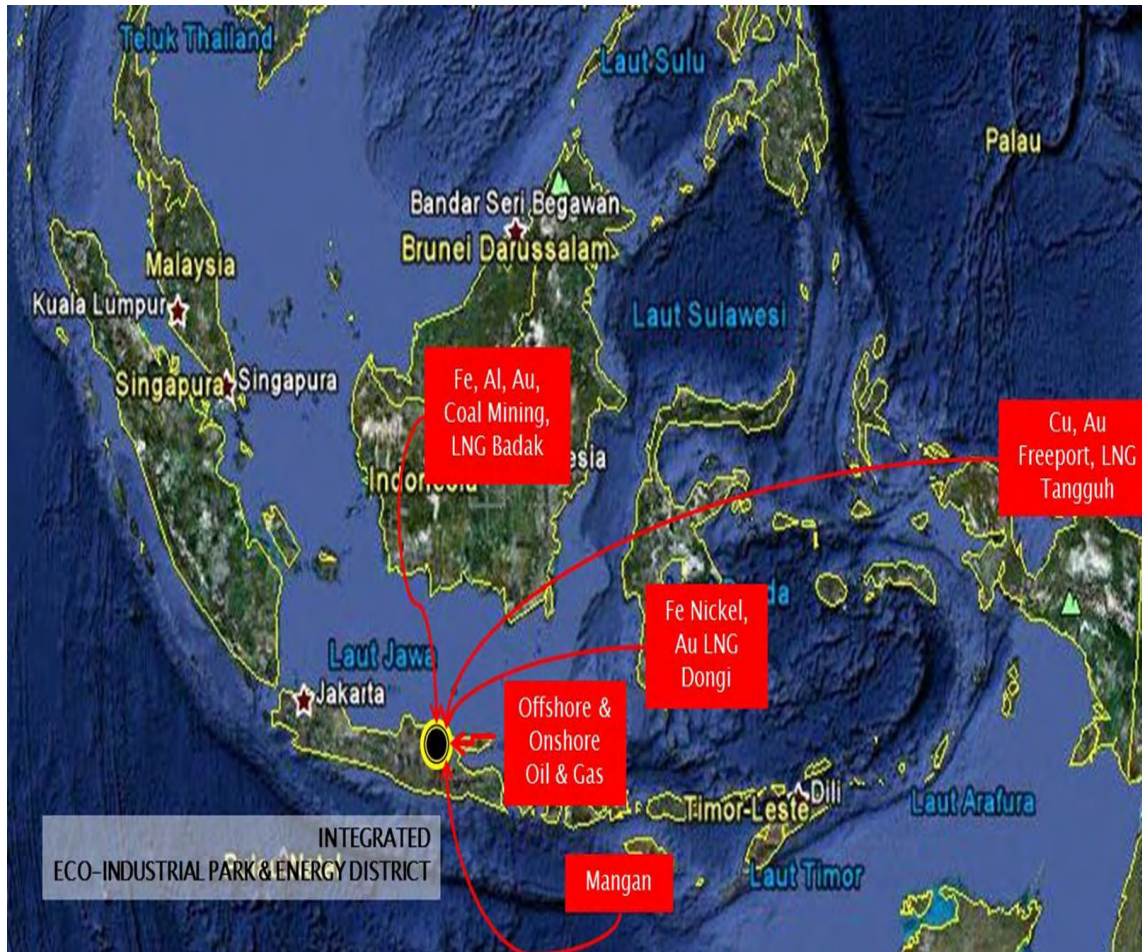 Teluk Thailand
Laut Sulu
Palau
Bandar Seri Begawan
Brunei Darussalam
Malaysia
Kuala Lumpur
Laut Sulawesi
Singapura
Singapura
Fe, Al, Au,
Coal Mining,
LNG Badak
Cu, Au
Freeport, LNG
Tangguh
Fe Nickel,
Au LNG
Dongi
Laut Jawa
Jakarta
Offshore &
Onshore
Oil & Gas
Dili
Timor-Leste
Laut Arafura
INTEGRATED
ECO-INDUSTRIAL PARK & ENERGY DISTRICT
Mangan
Laut Timor